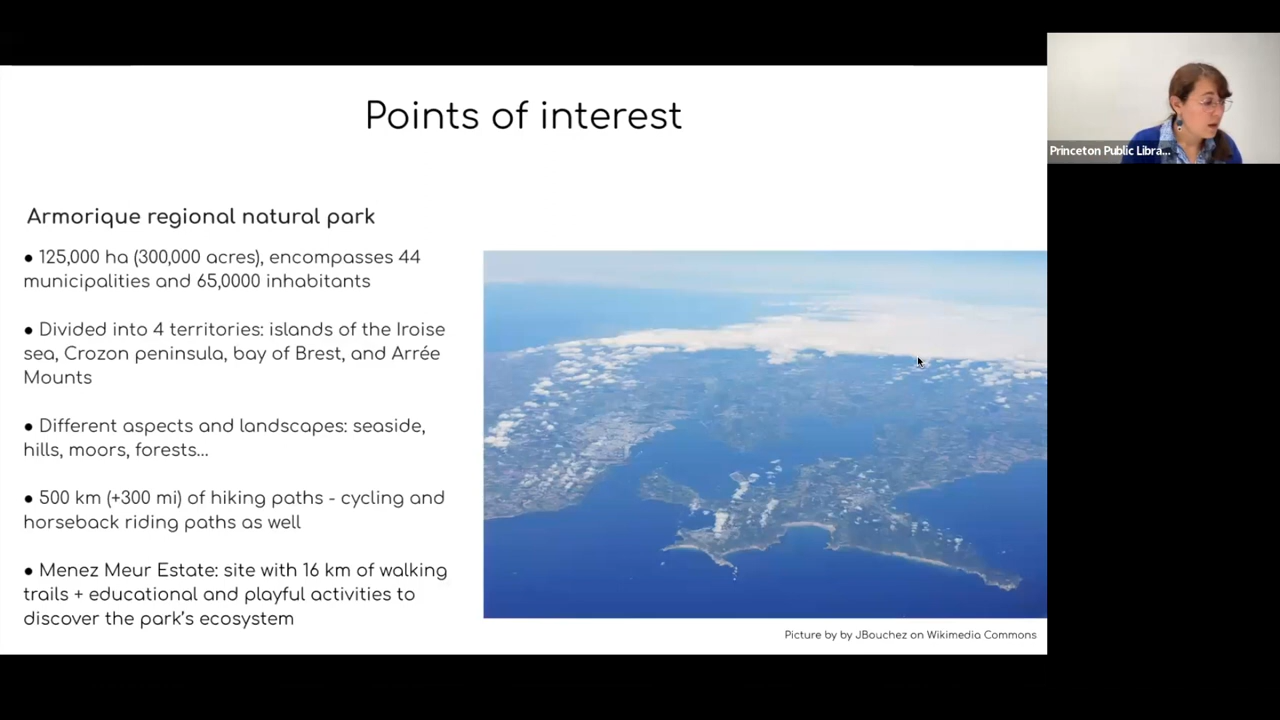 Points of interest
Princeton Public Libra...
Armorique regional natural park
● 125,000 ha (300,000 acres), encompasses 44
municipalities and 65,0000 inhabitants
● Divided into 4 territories: islands of the Iroise
sea, Crozon peninsula, bay of Brest, and Arrée
Mounts
● Different aspects and landscapes: seaside,
hills, moors, forests...
● 500 km (+300 mi) of hiking paths - cycling and
horseback riding paths as well
● Menez Meur Estate: site with 16 km of walking
trails + educational and playful activities to
discover the park's ecosystem
Picture by by JBouchez on Wikimedia Commons